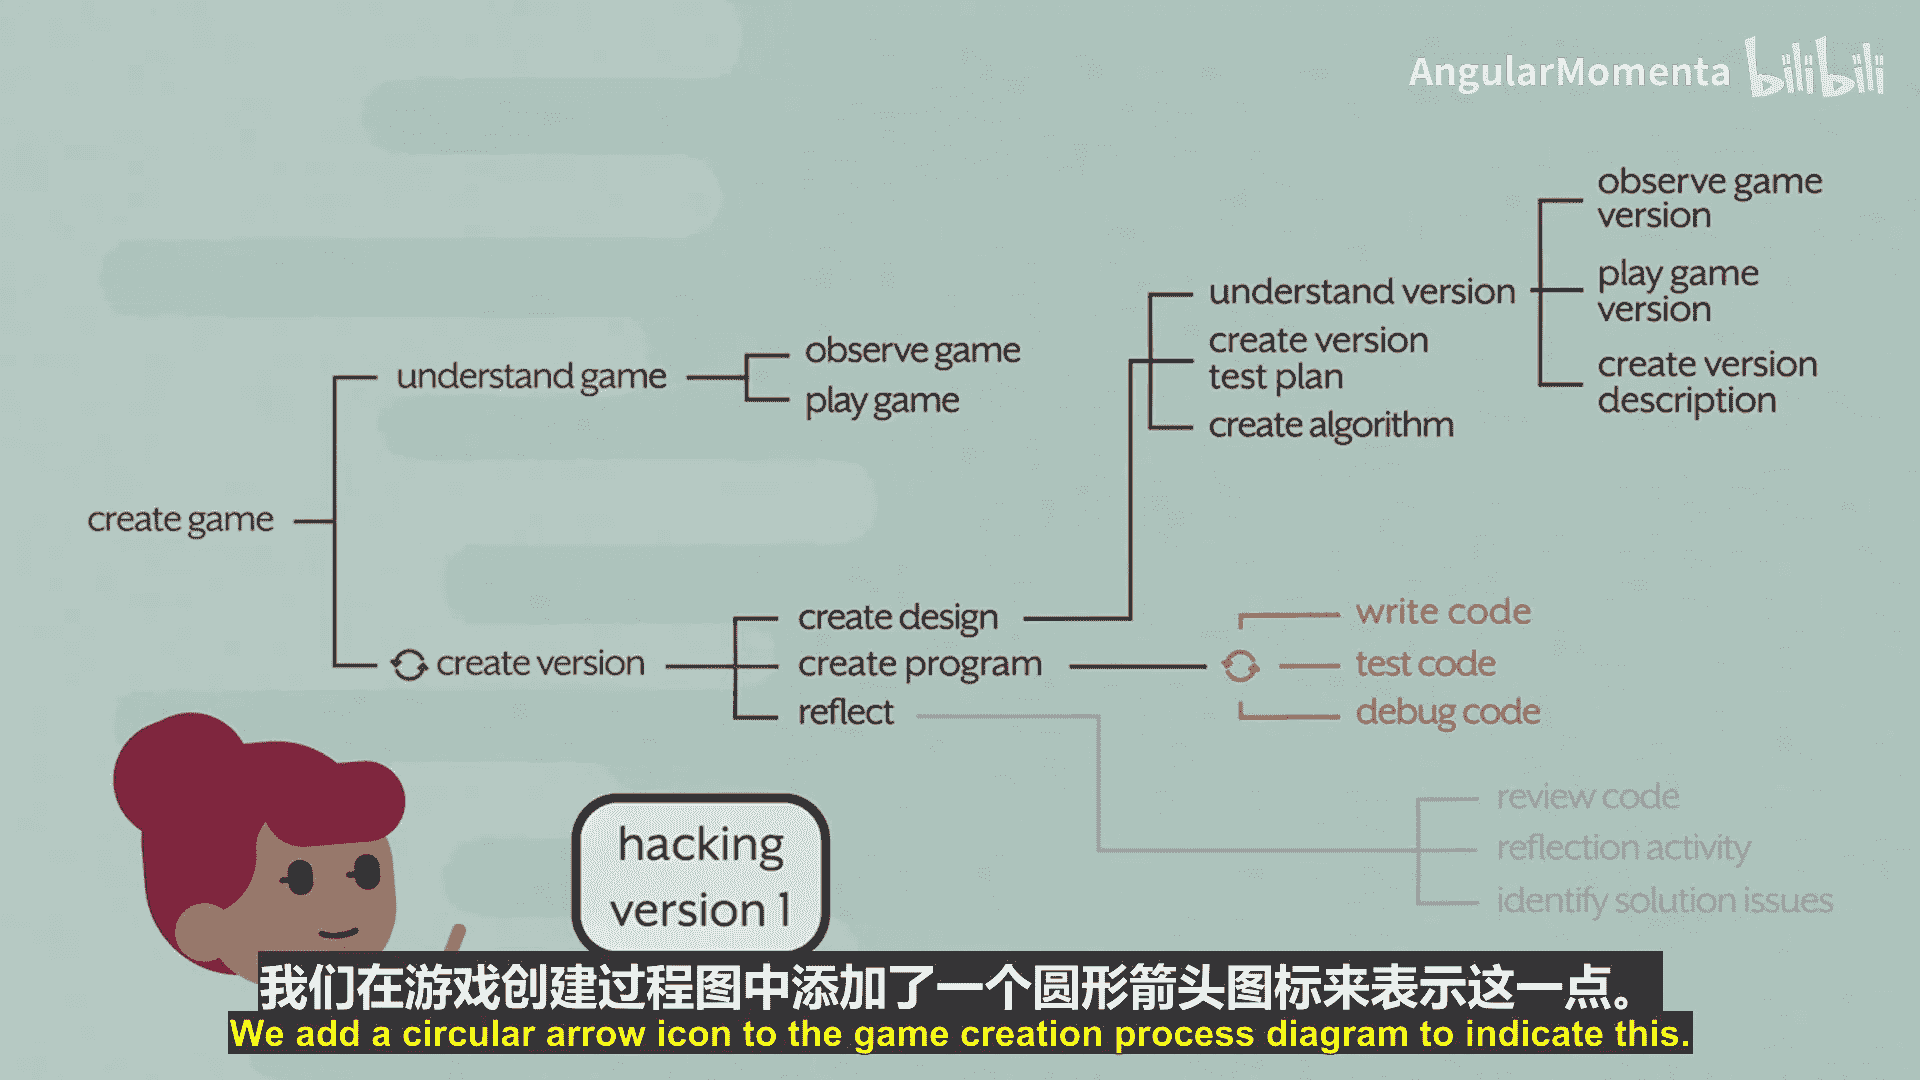 AngularMomenta bilibili
observe game
version
play game
version
create version
description
understand version
create version
test plan
create algorithm
understand game
observe game
play game
create game
create version
create design
create program
reflect
write code
test code
debug code
review code
reflection activity
identify solution issues
hacking
version 1
我们在游戏创建过程图中添加了一个圆形箭头图标来表示这一点。
We add a circular arrow icon to the game creation process diagram to indicate this.